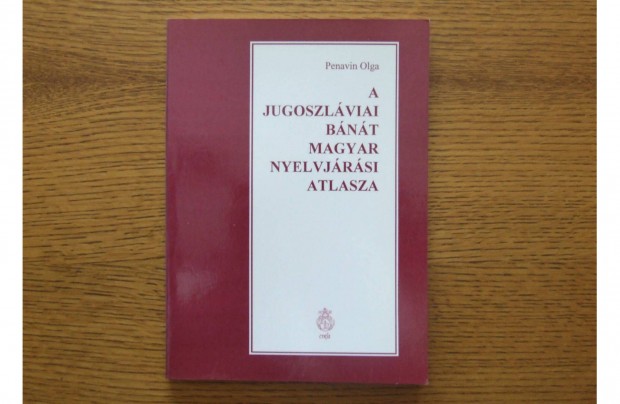 Penavin Olga
A
JUGOSZLÁVIAI
BÁNÁT
MAGYAR
NYELVJÁRÁSI
ATLASZA